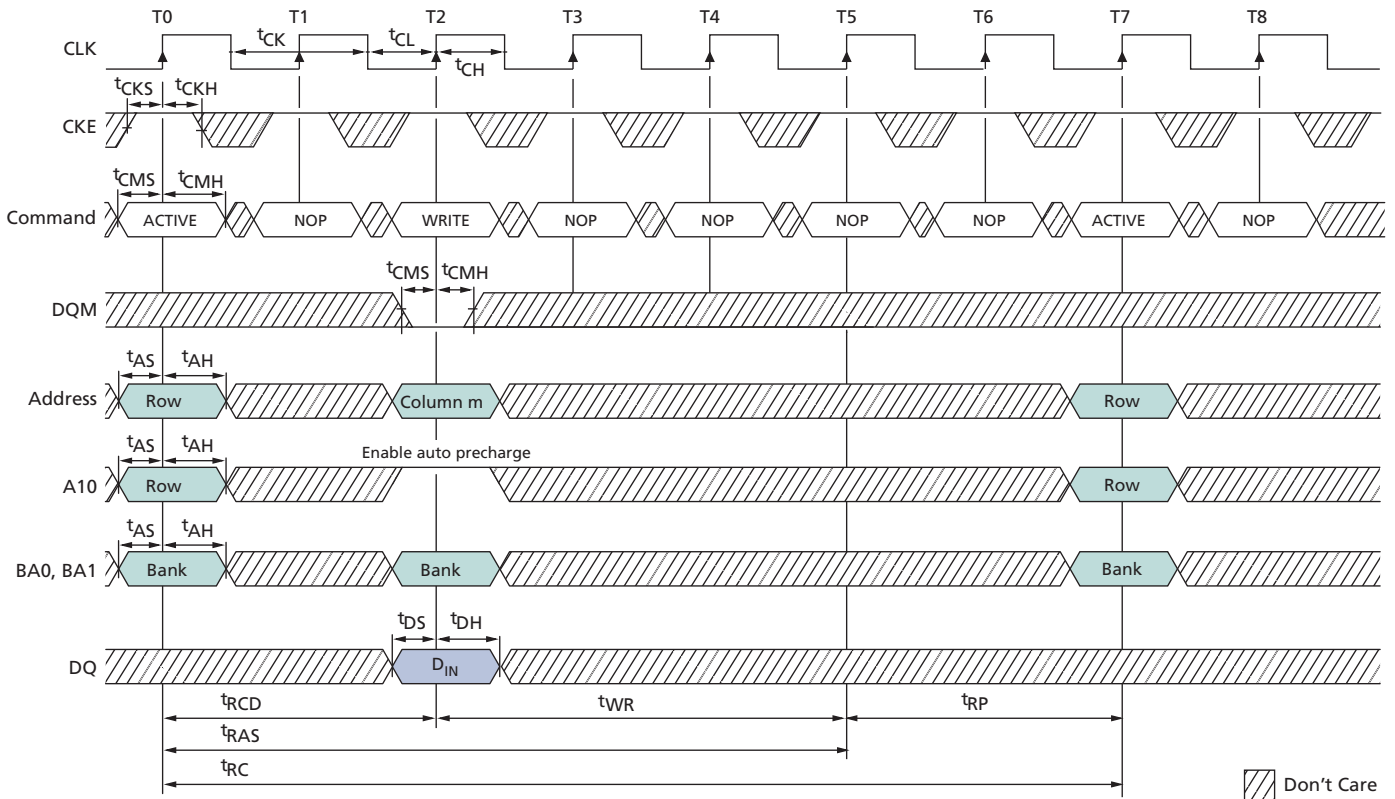 T0 T1 T2 T3 T4 T5 T6 T7 T8
CLK
tCK tCL
tCH
tCKS tCKH
CKE
tCMS tCMH
Command ACTIVE NOP WRITE NOP NOP NOP NOP ACTIVE NOP
tCMS tCMH
DQM
tAS tAH
Address Row Column m Row
tAS tAH
Enable auto precharge
A10 Row Row
tAS tAH
BA0, BA1 Bank Bank Bank
tDS tDH
DQ DIN
tRCD tWR tRP
tRAS
tRC
Don't Care